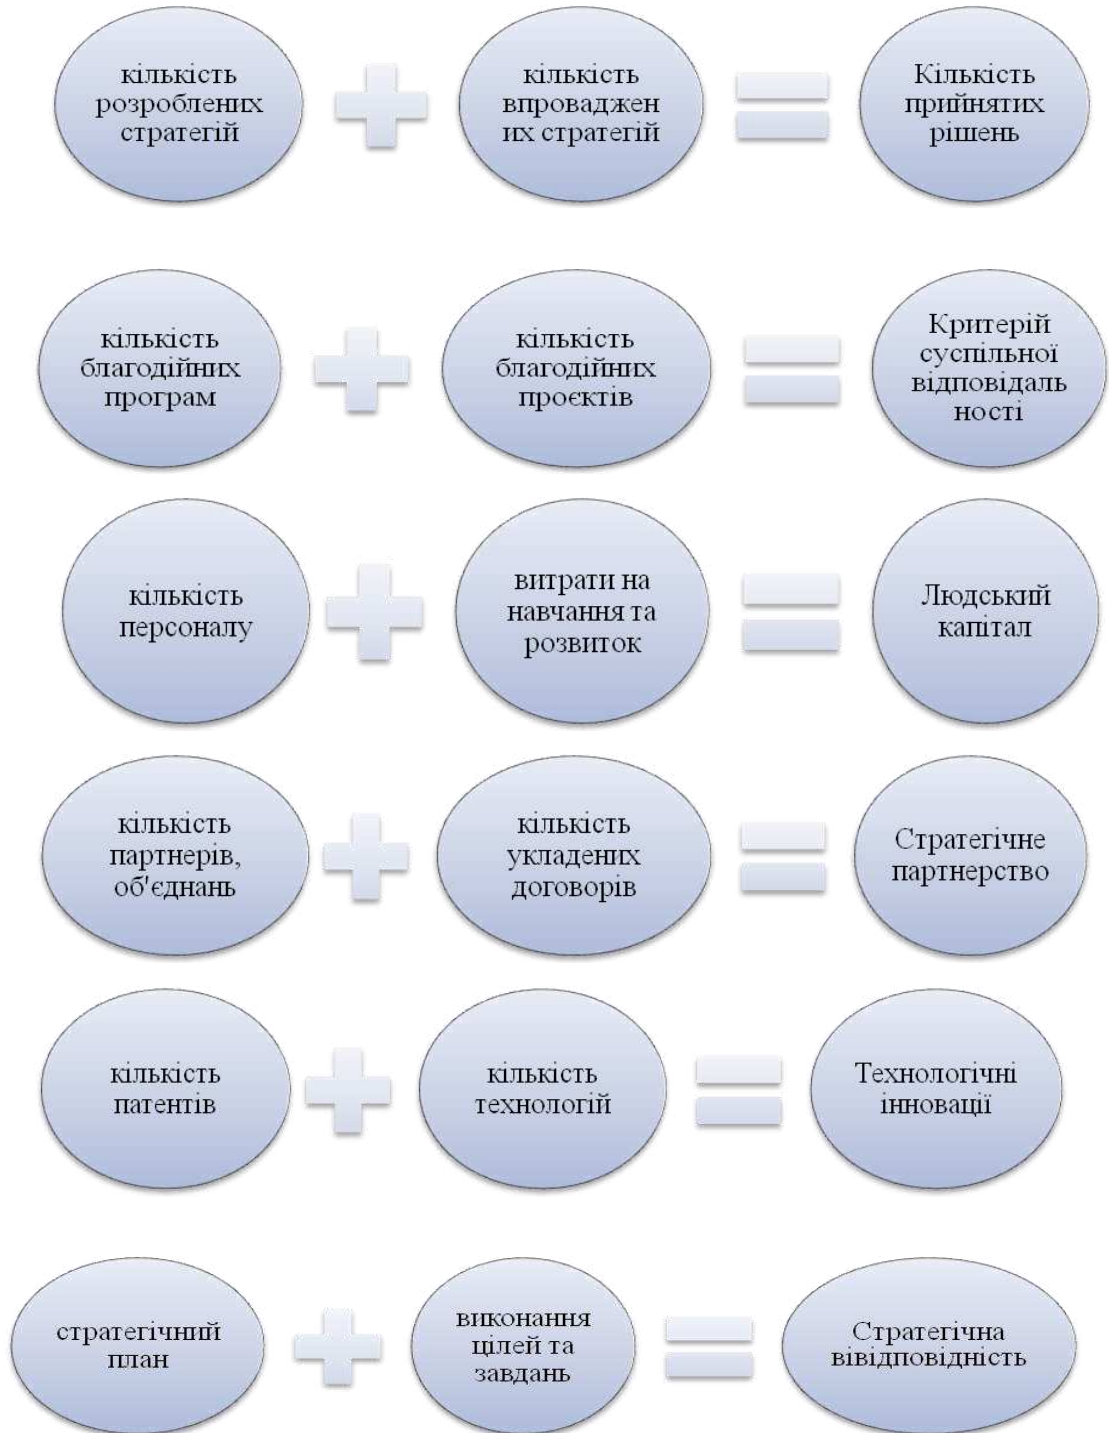 кількість
розроблених
стратегій
кількість
впроваджен
их стратегій
Кількість
прийнятих
рішень
кількість
благодійних
програм
кількість
благодійних
проєктів
Критерій
суспільної
відповідаль
ності
кількість
персоналу
витрати на
навчання та
розвиток
Людський
капітал
кількість
партнерів,
об'єднань
кількість
укладених
договорів
Стратегічне
партнерство
кількість
патентів
кількість
технологій
Технологічні
інновації
стратегічний
план
виконання
цілей та
завдань
Стратегічна
вівідповідність